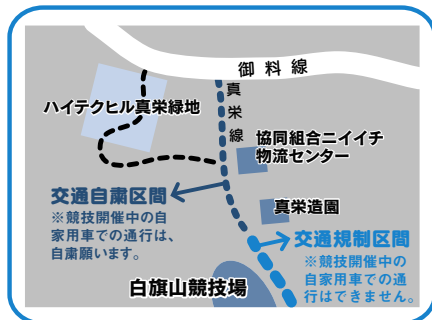 御料線
真栄線
ハイテクヒル真栄緑地
協同組合ニイイチ
物流センター
交通自粛区間
※競技開催中の自
家用車での通行は、
自粛願います。
真栄造園
交通規制区間
※競技開催中の
自家用車での通
行はできません。
白旗山競技場